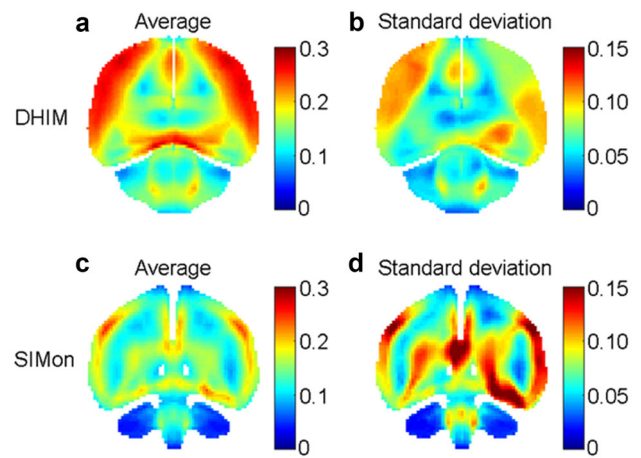 a Average b Standard deviation
DHIM 0.3 0.15
0.2 0.10
0.1 0.05
0 0
c Average d Standard deviation
SIMon 0.3 0.15
0.2 0.10
0.1 0.05
0 0